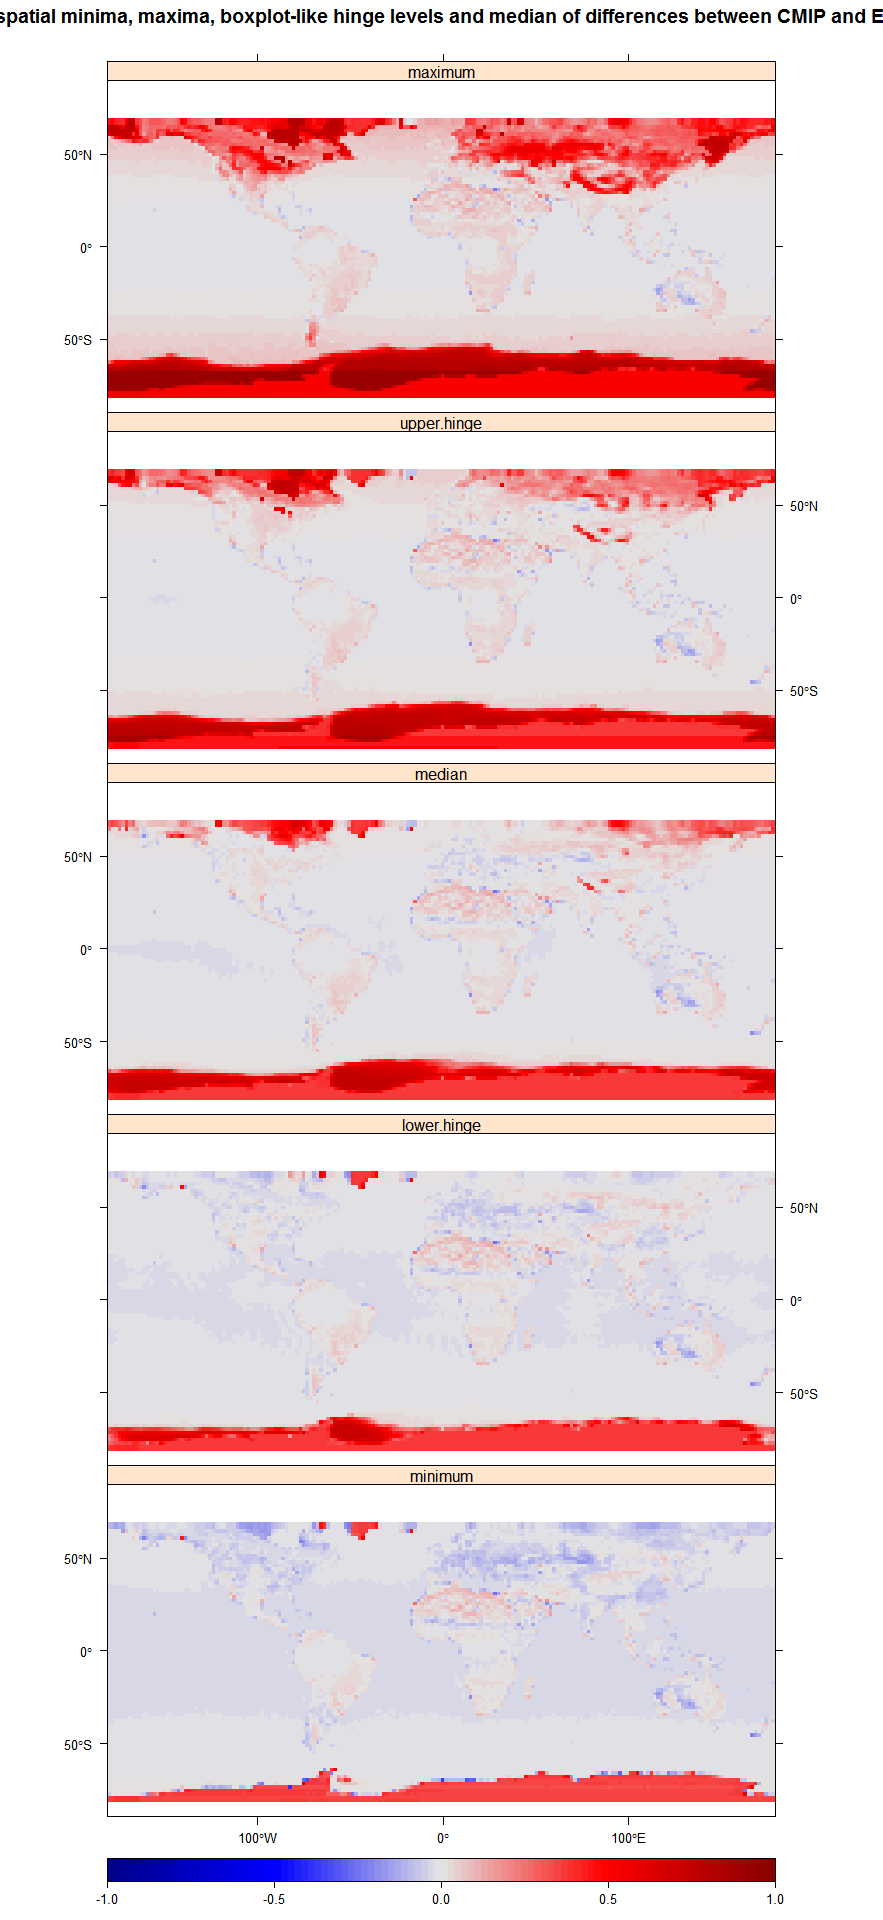 spatial minima, maxima, boxplot-like hinge levels and median of differences between CMIP and E
maximum
50°N
0°
50°S
upper.hinge
50°N
0°
50°S
median
50°N
0°
50°S
lower.hinge
50°N
0°
50°S
minimum
50°N
0°
50°S
100°W 0° 100°E
-1.0 -0.5 0.0 0.5 1.0